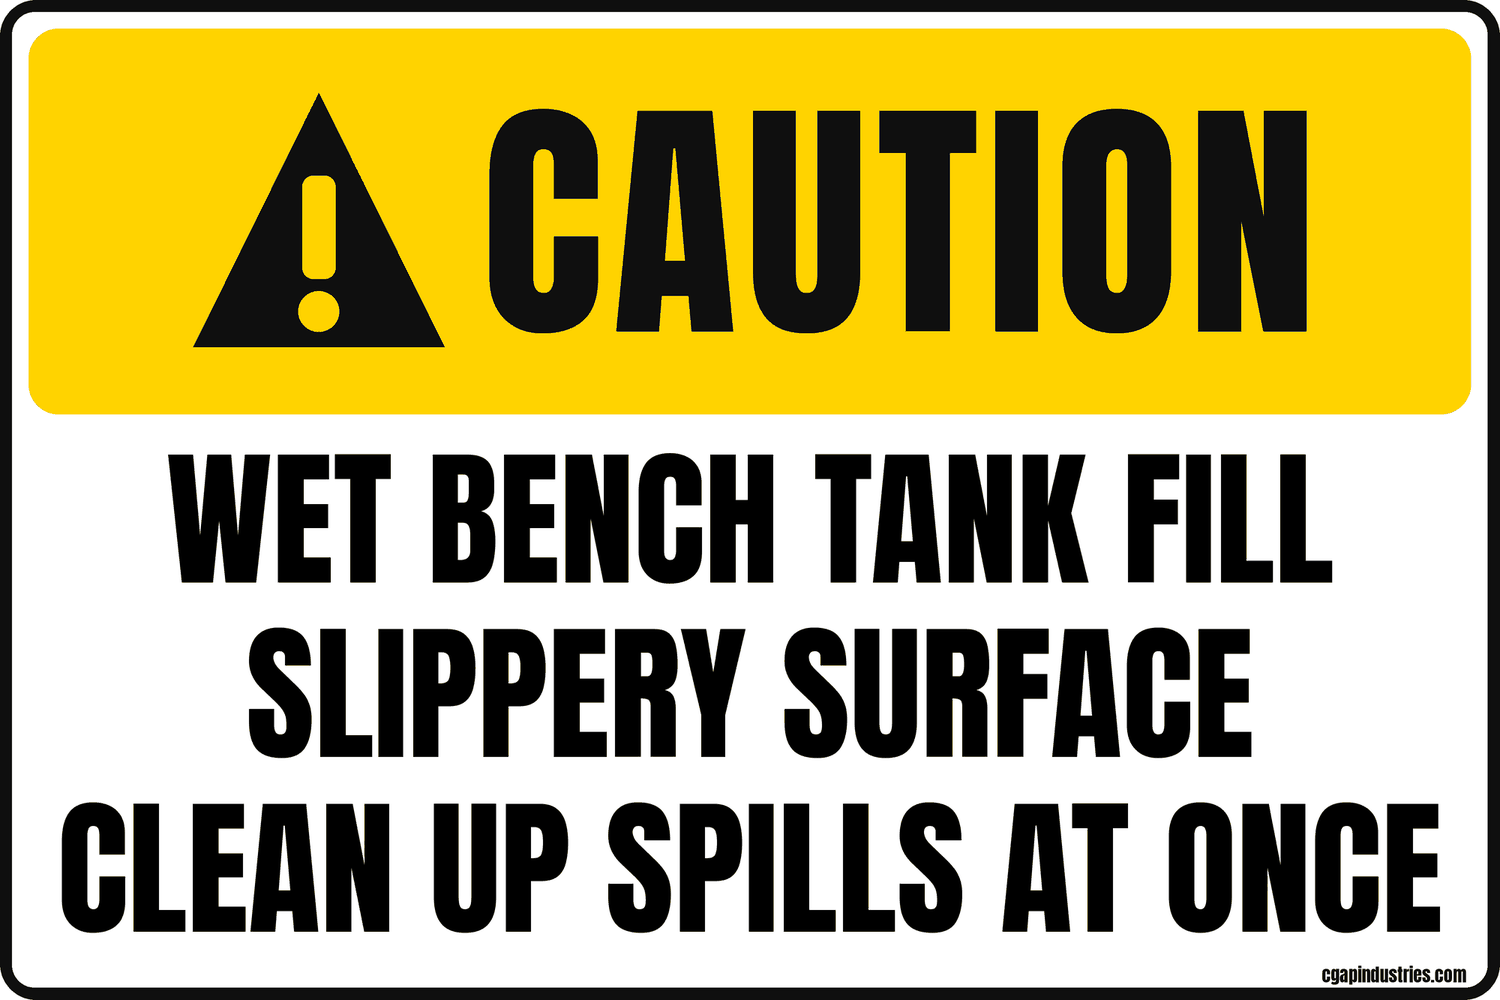 CAUTION
WET BENCH TANK FILL
SLIPPERY SURFACE
CLEAN UP SPILLS AT ONCE
cgapindustries.com